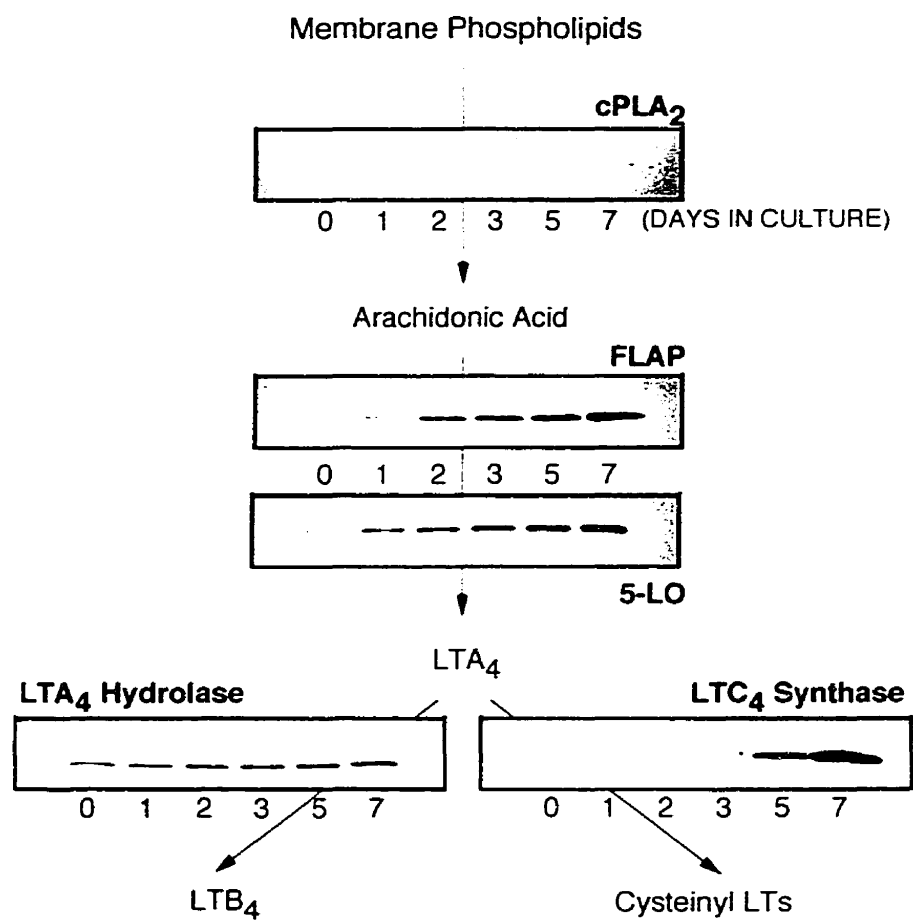 Membrane Phospholipids
cPLA2
0 1 2 3 5 7 (DAYS IN CULTURE)
Arachidonic Acid
FLAP
0 1 2 3 5 7
5-LO
LTA4
LTA4 Hydrolase
LTC4 Synthase
0 1 2 3 5 7
0 1 2 3 5 7
LTB4
Cysteinyl LTs